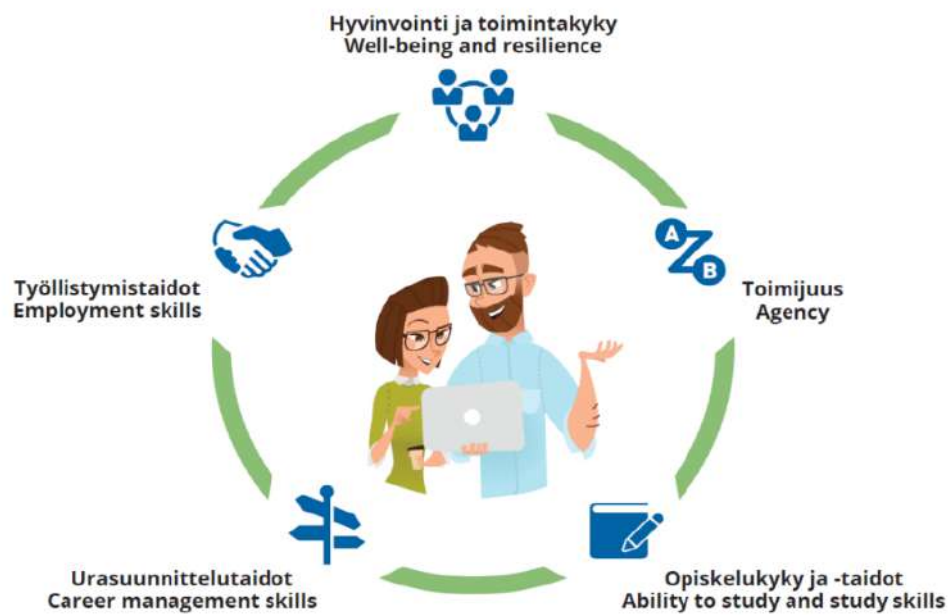 Hyvinvointi ja toimintakyky
Well-being and resilience
A
B
Toimijuus
Agency
Työllistymistaidot
Employment skills
Urasuunnittelutaidot
Career management skills
Opiskelukyky ja -taidot
Ability to study and study skills